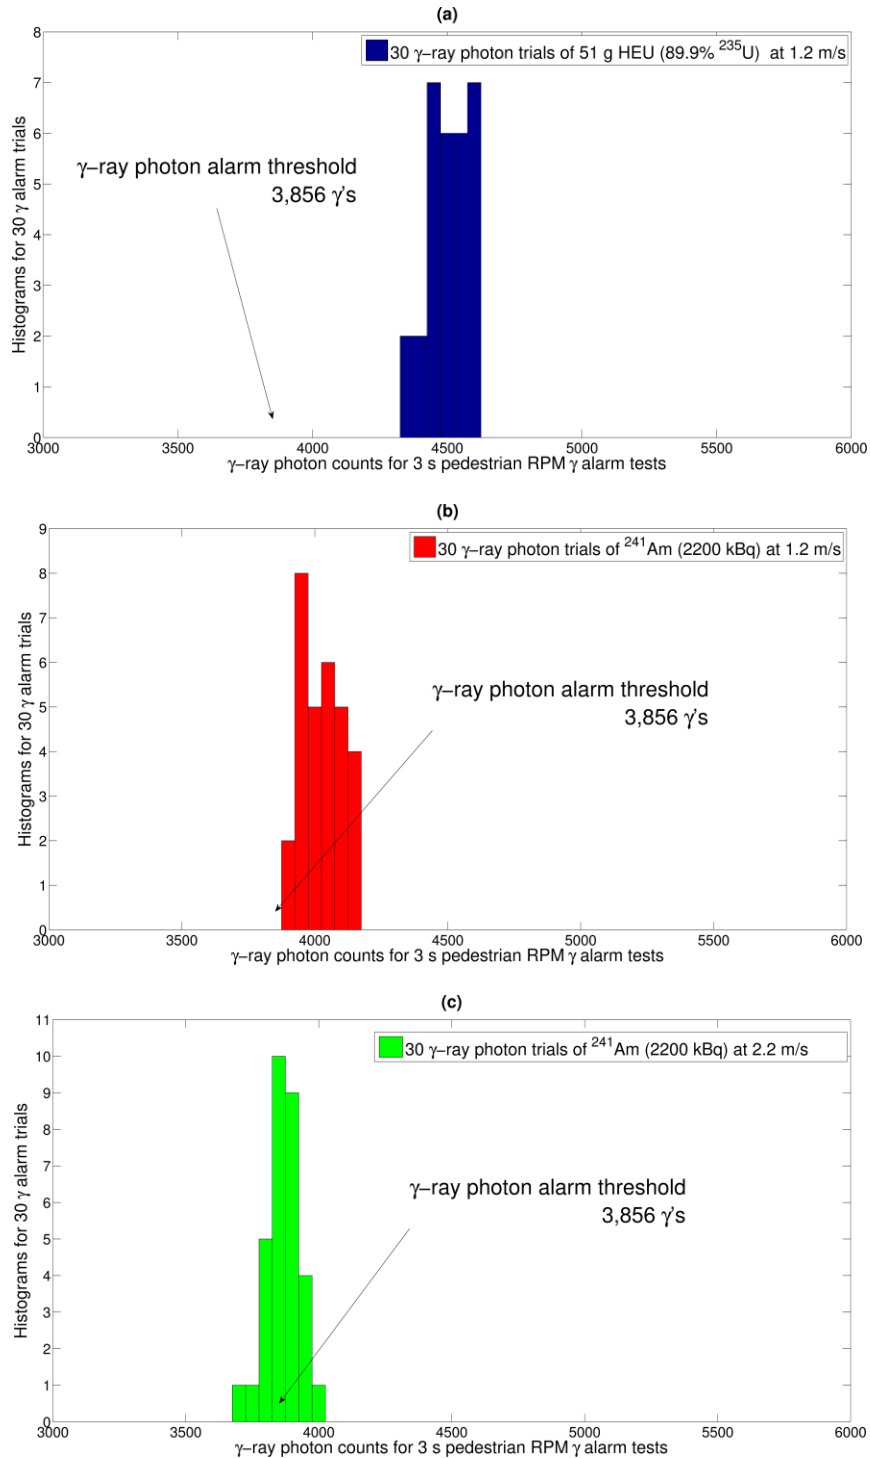 (a)
30 γ−ray photon trials of 51 g HEU (89.9% ²³⁵U)  at 1.2 m/s
γ−ray photon alarm threshold
3,856 γ's
Histograms for 30 γ alarm trials
8
7
6
5
4
3
2
1
0
3000 3500 4000 4500 5000 5500 6000
γ−ray photon counts for 3 s pedestrian RPM γ alarm tests
(b)
30 γ−ray photon trials of ²⁴¹Am (2200 kBq) at 1.2 m/s
γ−ray photon alarm threshold
3,856 γ's
Histograms for 30 γ alarm trials
9
8
7
6
5
4
3
2
1
0
3000 3500 4000 4500 5000 5500 6000
γ−ray photon counts for 3 s pedestrian RPM γ alarm tests
(c)
30 γ−ray photon trials of ²⁴¹Am (2200 kBq) at 2.2 m/s
γ−ray photon alarm threshold
3,856 γ's
Histograms for 30 γ alarm trials
11
10
9
8
7
6
5
4
3
2
1
0
3000 3500 4000 4500 5000 5500 6000
γ−ray photon counts for 3 s pedestrian RPM γ alarm tests